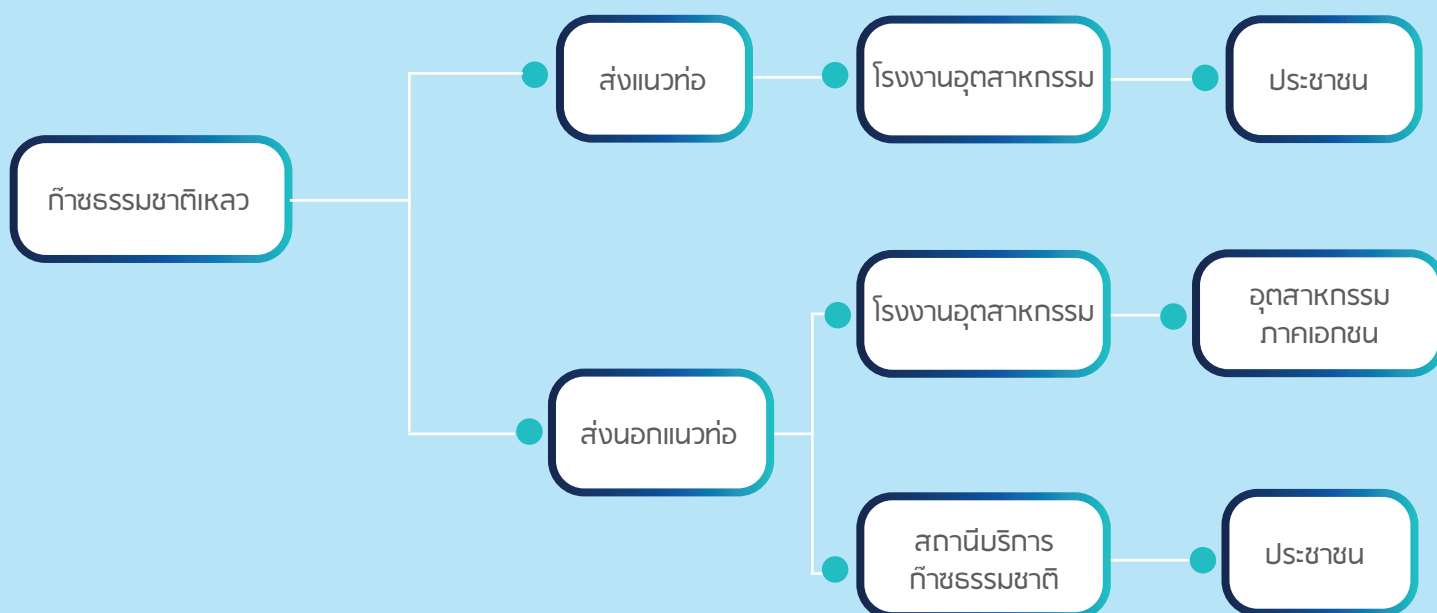 ส่งแนวท่อ
โรงงานอุตสาหกรรม
ประชาชน
ก๊าซธรรมชาติเหลว
โรงงานอุตสาหกรรม
อุตสาหกรรม
ภาคเอกชน
ส่งนอกแนวท่อ
สถานีบริการ
ก๊าซธรรมชาติ
ประชาชน